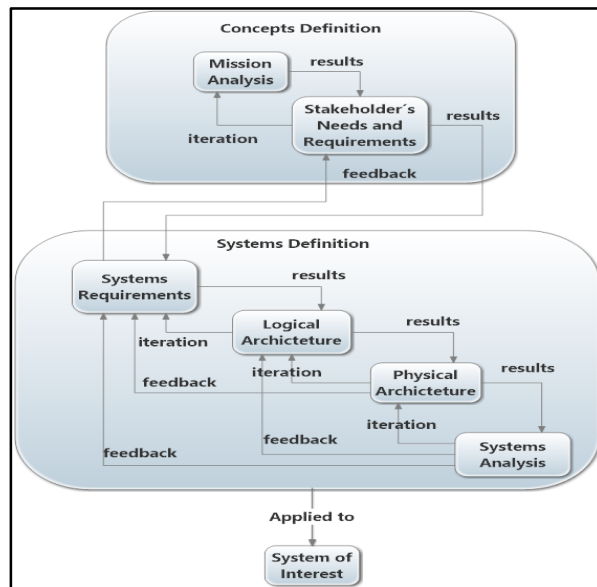 Concepts Definition
Mission
Analysis
results
Stakeholder´s
Needs and
Requirements
results
iteration
feedback
Systems Definition
Systems
Requirements
results
Logical
Archicteture
results
iteration
iteration
Physical
Archicteture
results
feedback
iteration
feedback
Systems
Analysis
feedback
Applied to
System of
Interest